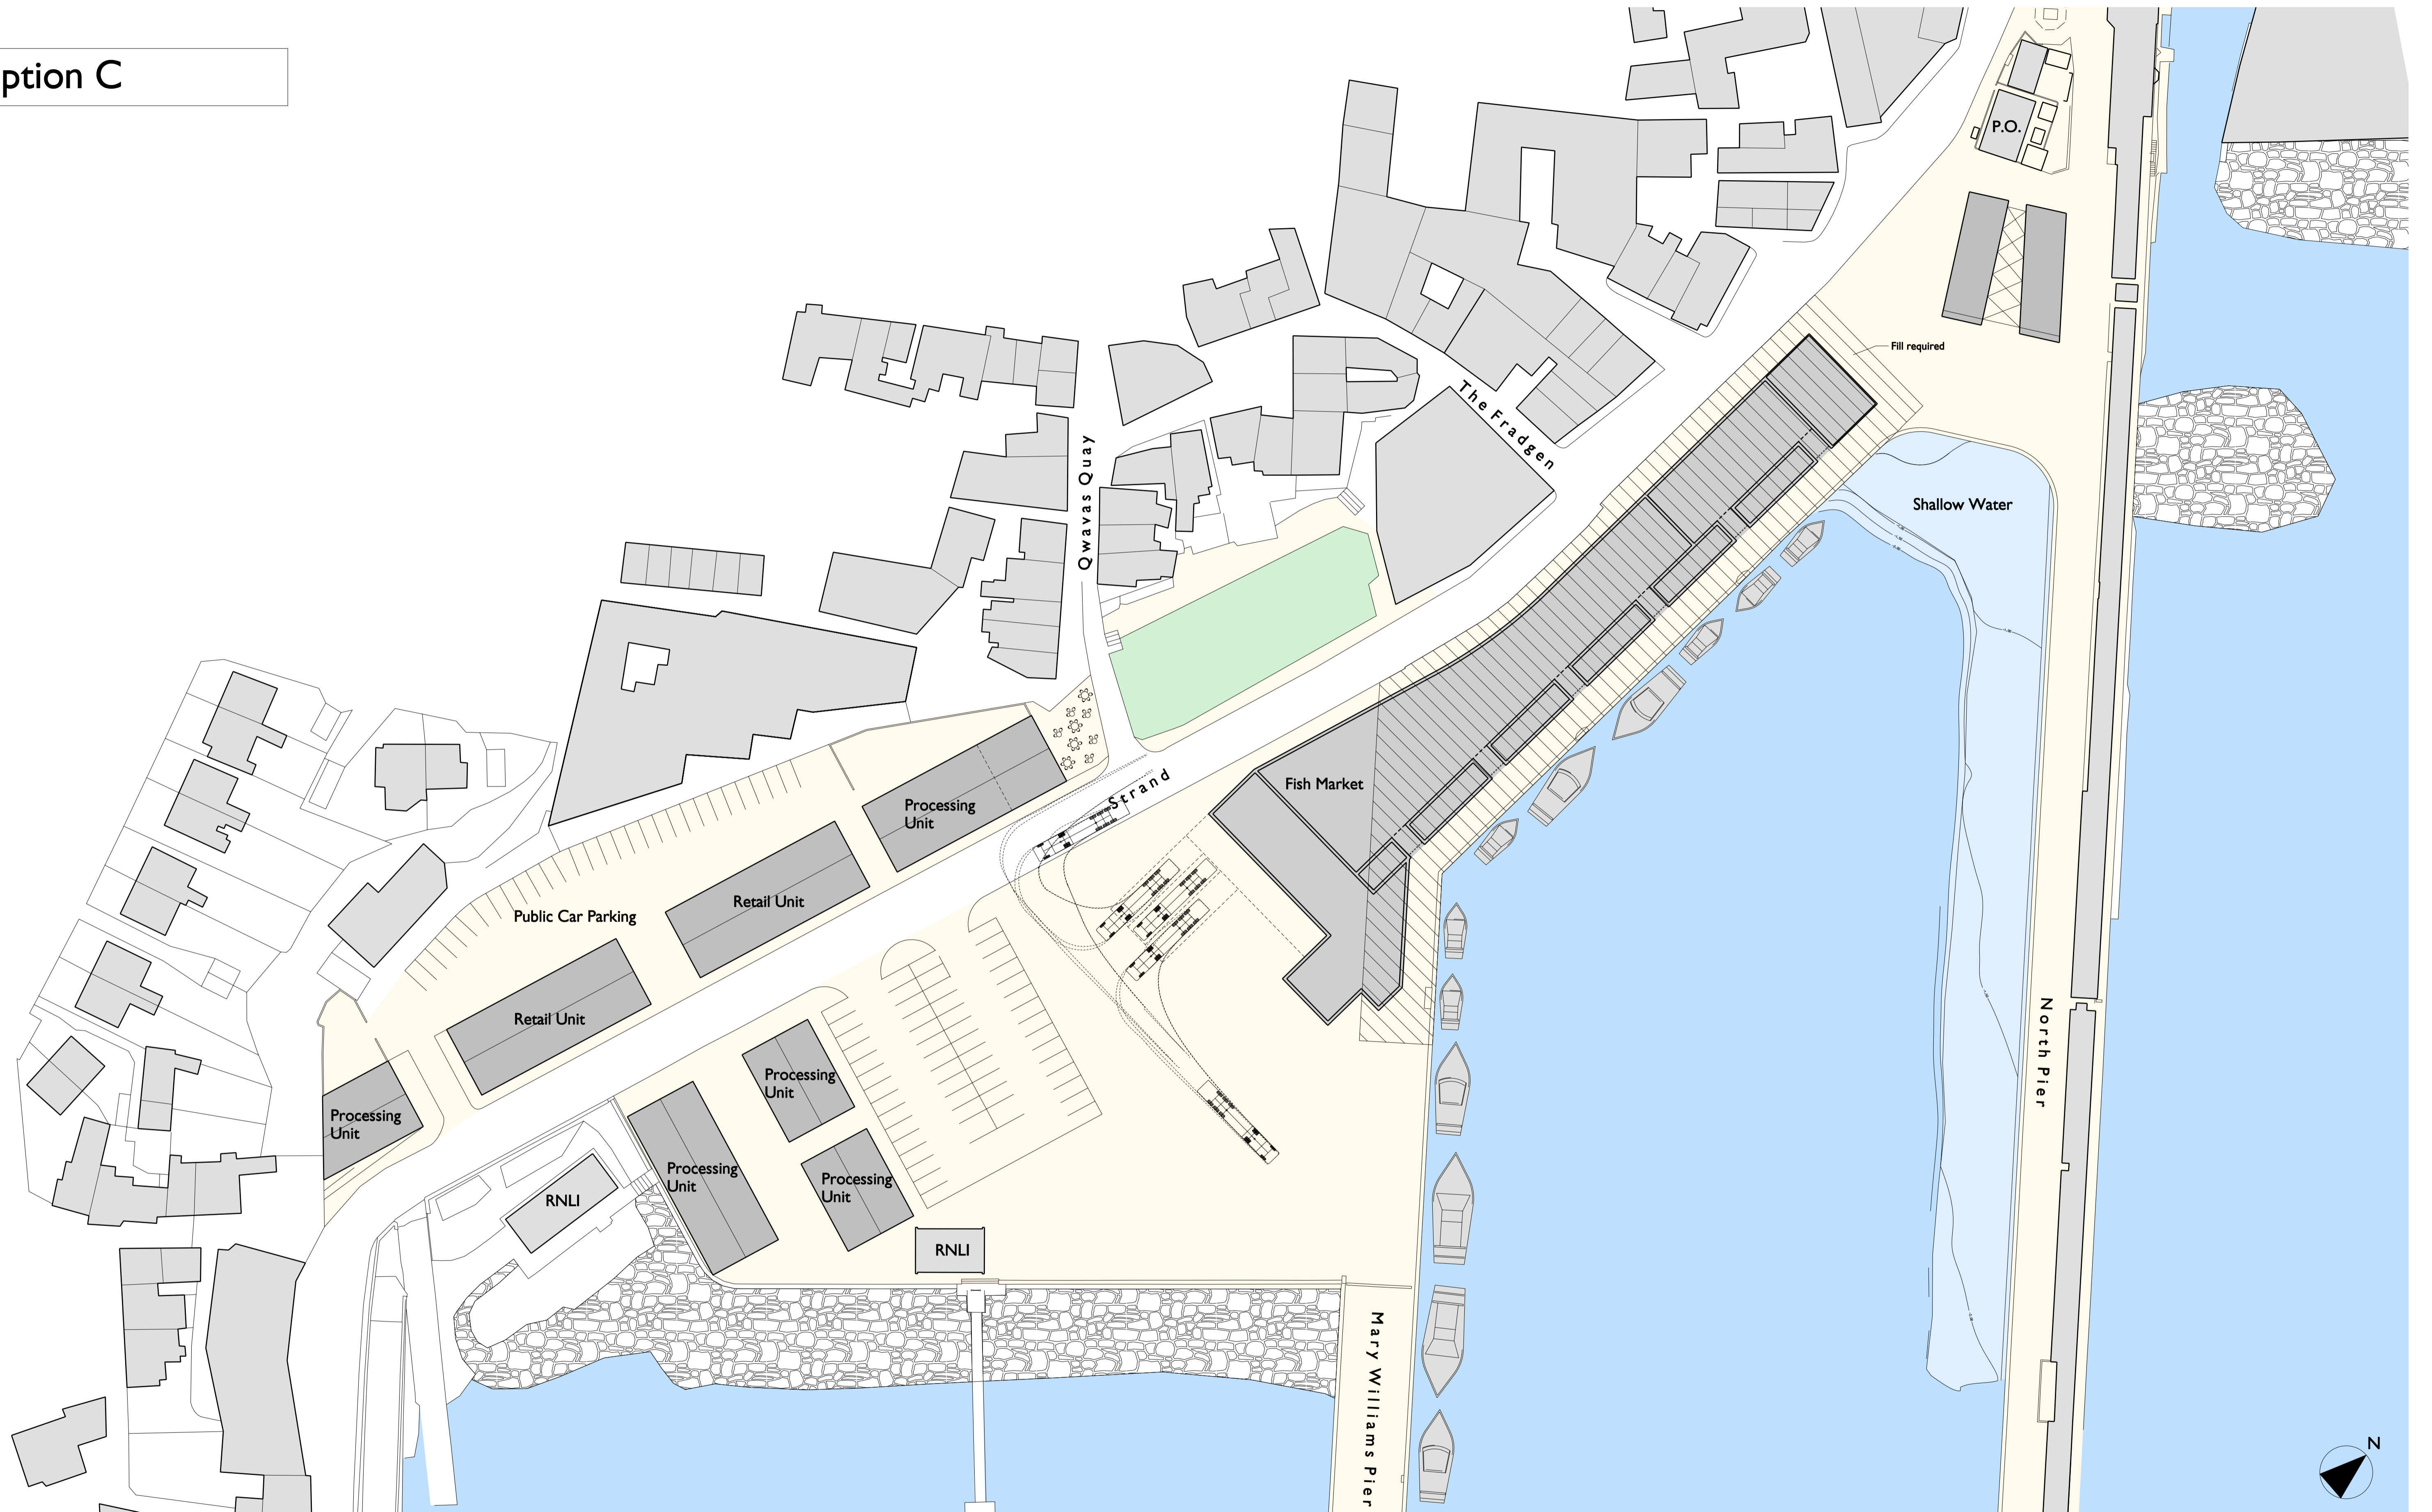 ption C
P.O.
Fill required
The Fradgen
Qwavas Quay
Shallow Water
Strand
Fish Market
Processing
Unit
Retail Unit
Public Car Parking
Retail Unit
North Pier
Processing
Unit
Processing
Unit
Processing
Unit
Processing
Unit
RNLI
RNLI
Mary Williams Pier
N